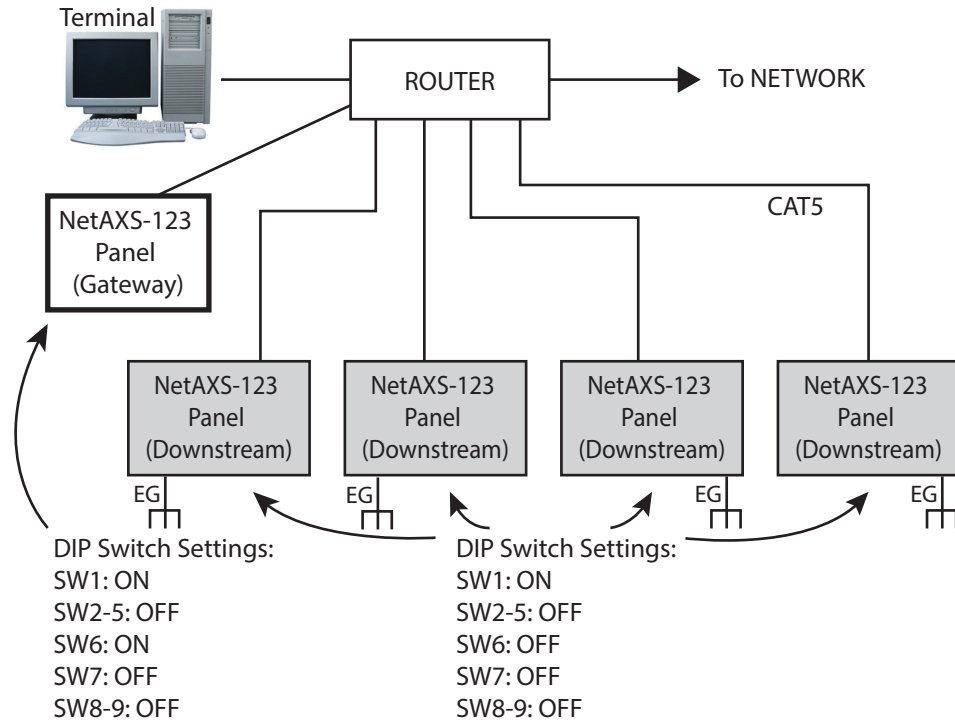 Terminal
ROUTER
To NETWORK
CAT5
NetAXS-123
Panel
(Gateway)
NetAXS-123
Panel
(Downstream)
NetAXS-123
Panel
(Downstream)
NetAXS-123
Panel
(Downstream)
NetAXS-123
Panel
(Downstream)
EG
EG
EG
EG
DIP Switch Settings:
SW1: ON
SW2-5: OFF
SW6: ON
SW7: OFF
SW8-9: OFF
DIP Switch Settings:
SW1: ON
SW2-5: OFF
SW6: OFF
SW7: OFF
SW8-9: OFF